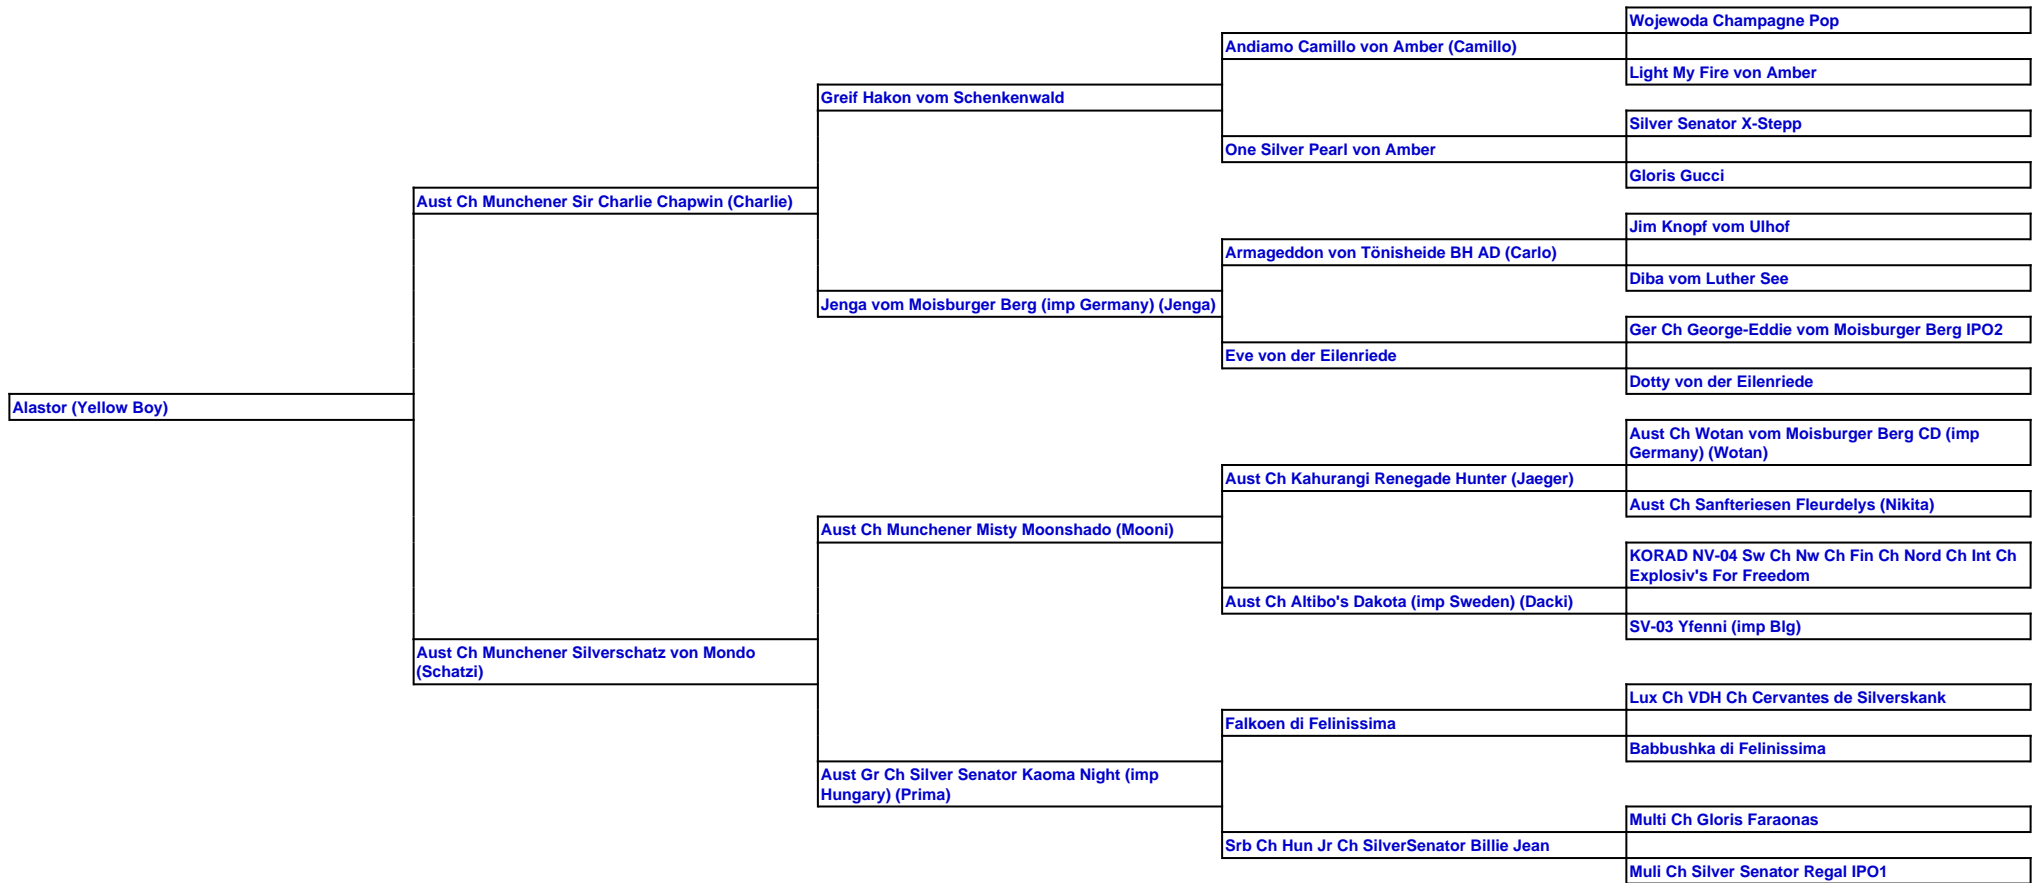 Wojewoda Champagne Pop
Andiamo Camillo von Amber (Camillo)
Light My Fire von Amber
Greif Hakon vom Schenkenwald
Silver Senator X-Stepp
One Silver Pearl von Amber
Gloris Gucci
Aust Ch Munchener Sir Charlie Chapwin (Charlie)
Jim Knopf vom Ulhof
Armageddon von Tönisheide BH AD (Carlo)
Diba vom Luther See
Jenga vom Moisburger Berg (imp Germany) (Jenga)
Ger Ch George-Eddie vom Moisburger Berg IPO2
Eve von der Eilenriede
Dotty von der Eilenriede
Alastor (Yellow Boy)
Aust Ch Wotan vom Moisburger Berg CD (imp
Germany) (Wotan)
Aust Ch Kahurangi Renegade Hunter (Jaeger)
Aust Ch Sanfteriesen Fleurdelys (Nikita)
Aust Ch Munchener Misty Moonshado (Mooni)
KORAD NV-04 Sw Ch Nw Ch Fin Ch Nord Ch Int Ch
Explosiv's For Freedom
Aust Ch Altibo's Dakota (imp Sweden) (Dacki)
SV-03 Yfenni (imp Blg)
Aust Ch Munchener Silverschatz von Mondo
(Schatzi)
Lux Ch VDH Ch Cervantes de Silverskank
Falkoen di Felinissima
Babbushka di Felinissima
Aust Gr Ch Silver Senator Kaoma Night (imp
Hungary) (Prima)
Multi Ch Gloris Faraonas
Srb Ch Hun Jr Ch SilverSenator Billie Jean
Muli Ch Silver Senator Regal IPO1